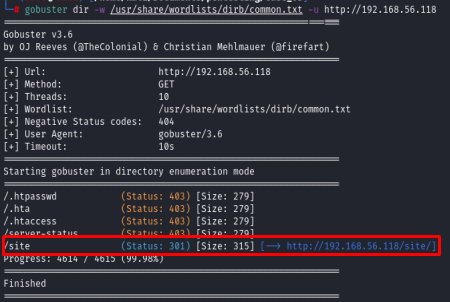 gobuster dir -w /usr/share/wordlists/dirb/common.txt -u http://192.168.56.118
===============================================================
Gobuster v3.6
by OJ Reeves (@TheColonial) & Christian Mehlmauer (@firefart)
===============================================================
[+] Url: http://192.168.56.118
[+] Method: GET
[+] Threads: 10
[+] Wordlist: /usr/share/wordlists/dirb/common.txt
[+] Negative Status codes: 404
[+] User Agent: gobuster/3.6
[+] Timeout: 10s
===============================================================
Starting gobuster in directory enumeration mode
===============================================================
/.htpasswd (Status: 403) [Size: 279]
/.hta (Status: 403) [Size: 279]
/.htaccess (Status: 403) [Size: 279]
/server-status (Status: 403) [Size: 279]
/site (Status: 301) [Size: 315] [--> http://192.168.56.118/site/]
Progress: 4614 / 4615 (99.98%)
===============================================================
Finished
===============================================================